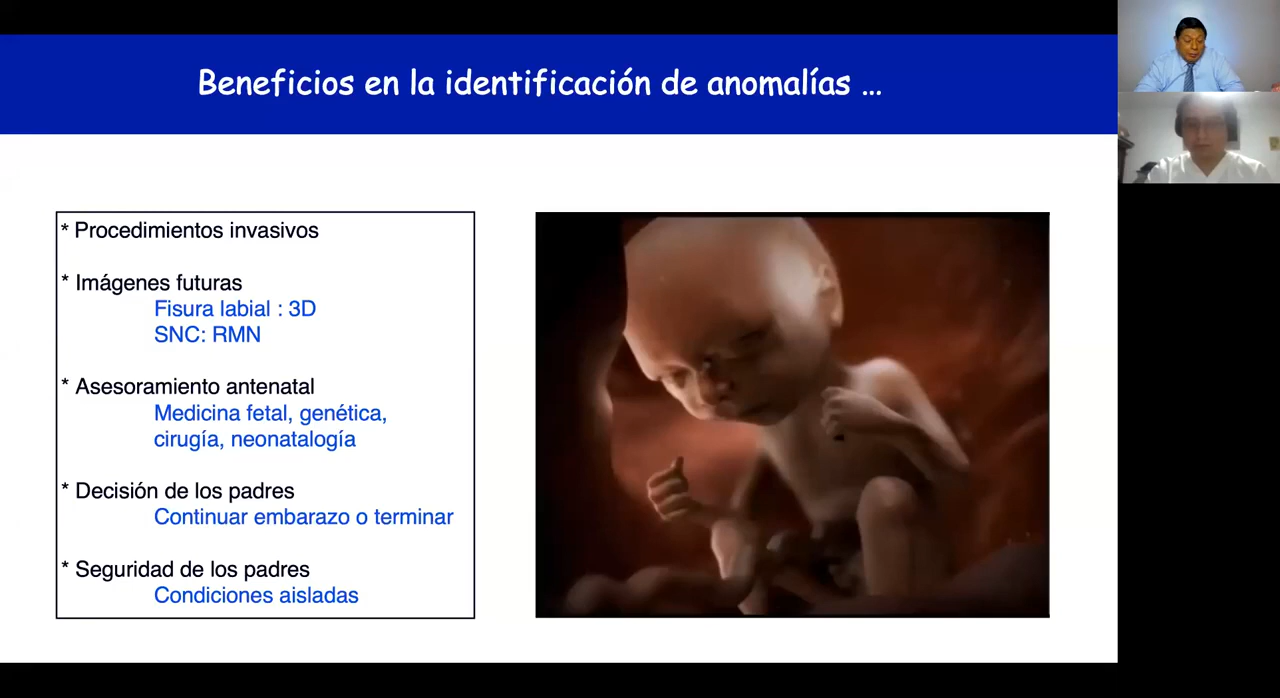 Beneficios en la identificación de anomalías ...
* Procedimientos invasivos
* Imágenes futuras
Fisura labial : 3D
SNC: RMN
* Asesoramiento antenatal
Medicina fetal, genética,
cirugía, neonatalogía
* Decisión de los padres
Continuar embarazo o terminar
* Seguridad de los padres
Condiciones aisladas